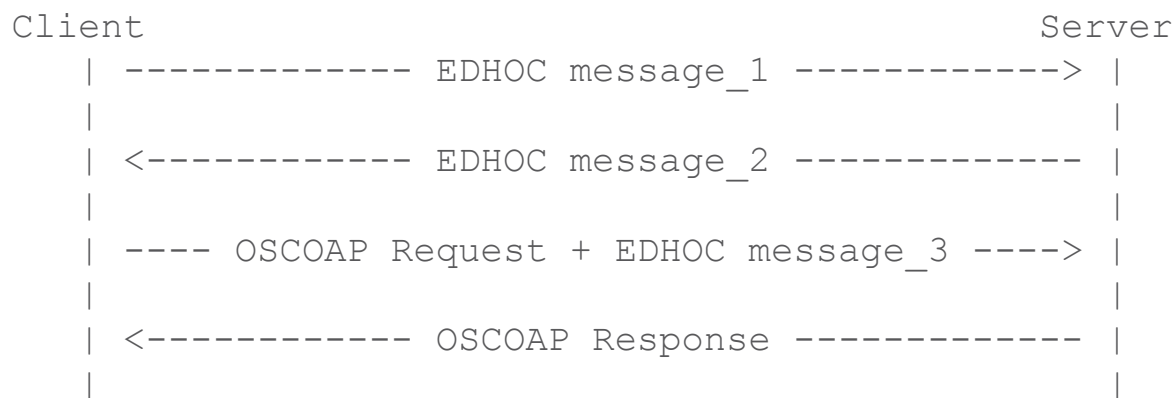 Client Server
| ------------- EDHOC message_1 ------------> |
| |
| <------------ EDHOC message_2 ------------- |
| |
| ---- OSCOAP Request + EDHOC message_3 ----> |
| |
| <------------ OSCOAP Response ------------- |
| |